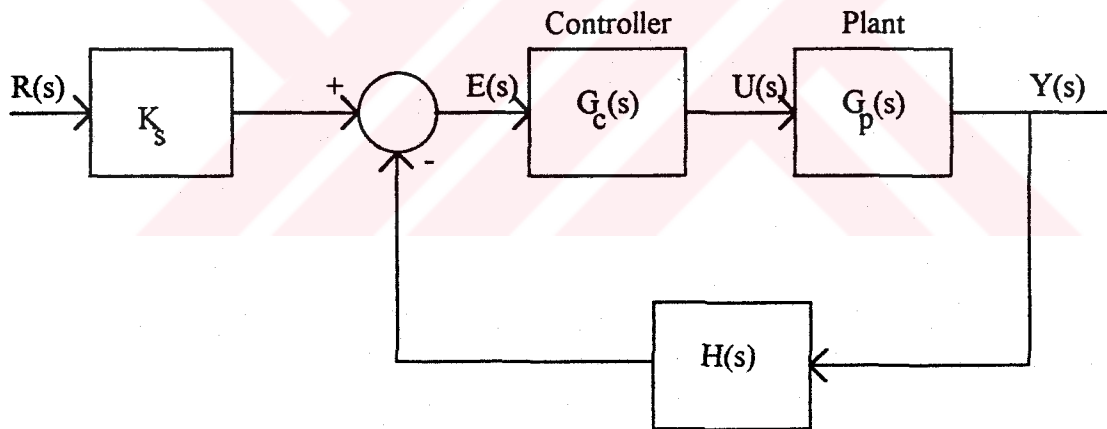 Controller
Plant
R(s)
K_s
+
-
E(s)
G_c(s)
U(s)
G_p(s)
Y(s)
H(s)